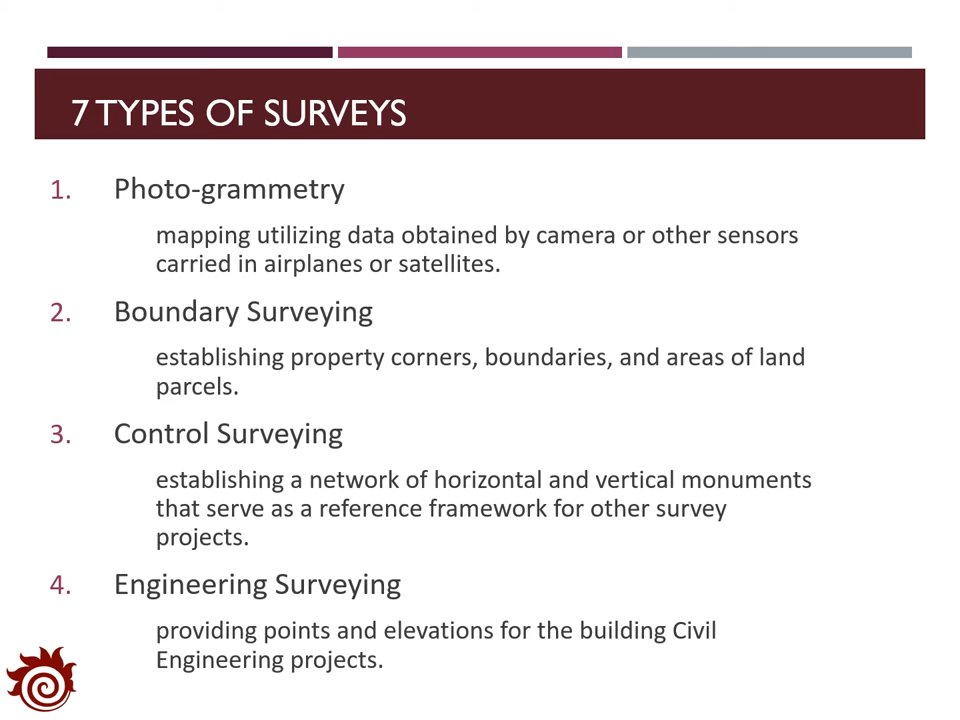 7 TYPES OF SURVEYS
1. Photo-grammetry
mapping utilizing data obtained by camera or other sensors
carried in airplanes or satellites.
2. Boundary Surveying
establishing property corners, boundaries, and areas of land
parcels.
3. Control Surveying
establishing a network of horizontal and vertical monuments
that serve as a reference framework for other survey
projects.
4. Engineering Surveying
providing points and elevations for the building Civil
Engineering projects.